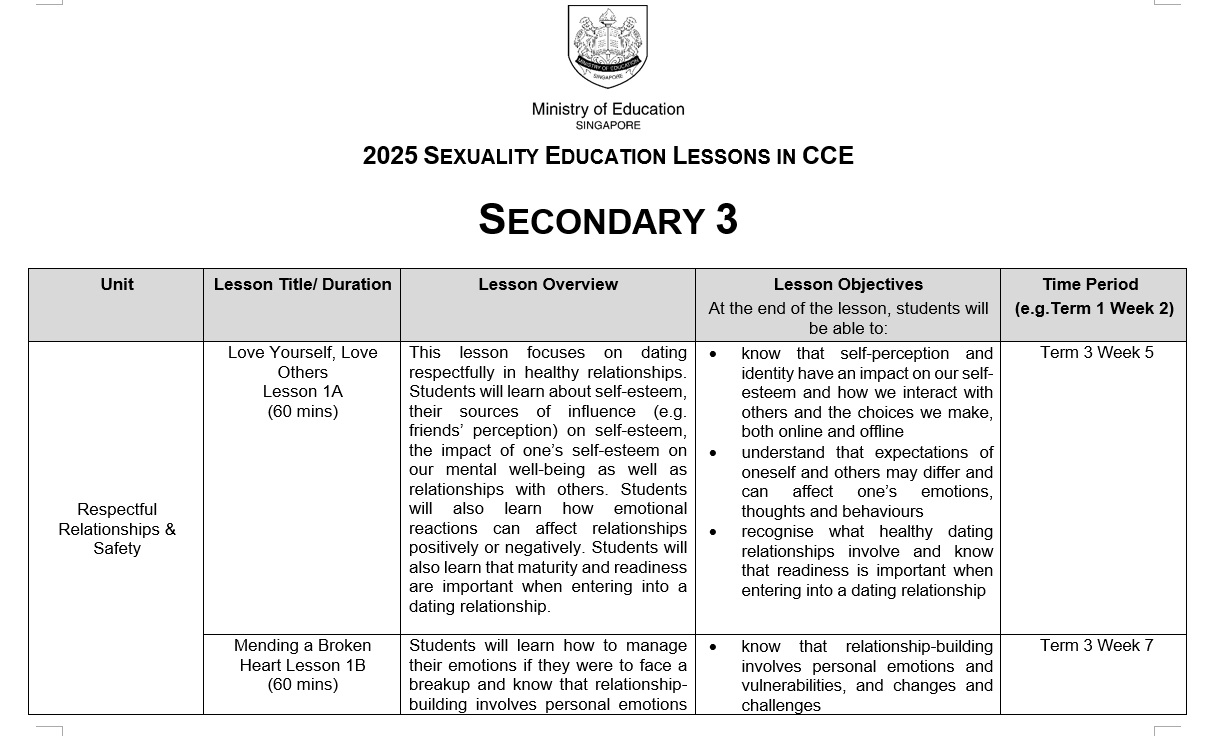 MINISTRY OF EDUCATION
SINGAPORE
Ministry of Education
SINGAPORE
2025 SEXUALITY EDUCATION LESSONS IN CCE
SECONDARY 3
Unit
Lesson Title/ Duration
Lesson Overview
Lesson Objectives
At the end of the lesson, students will
be able to:
Time Period
(e.g.Term 1 Week 2)
Respectful
Relationships &
Safety
Love Yourself, Love
Others
Lesson 1A
(60 mins)
This lesson focuses on dating
respectfully in healthy relationships.
Students will learn about self-esteem,
their sources of influence (e.g.
friends’ perception) on self-esteem,
the impact of one’s self-esteem on
our mental well-being as well as
relationships with others. Students
will also learn how emotional
reactions can affect relationships
positively or negatively. Students will
also learn that maturity and readiness
are important when entering into a
dating relationship.
• know that self-perception and
identity have an impact on our self-
esteem and how we interact with
others and the choices we make,
both online and offline
• understand that expectations of
oneself and others may differ and
can affect one’s emotions,
thoughts and behaviours
• recognise what healthy dating
relationships involve and know
that readiness is important when
entering into a dating relationship
Term 3 Week 5
Mending a Broken
Heart Lesson 1B
(60 mins)
Students will learn how to manage
their emotions if they were to face a
breakup and know that relationship-
building involves personal emotions
• know that relationship-building
involves personal emotions and
vulnerabilities, and changes and
challenges
Term 3 Week 7